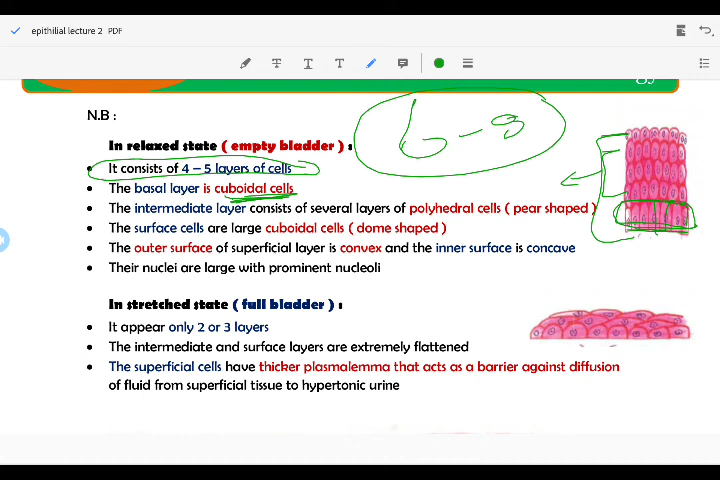 epithilial lecture 2 PDF
N.B :
6 - 8
In relaxed state ( empty bladder ) :
It consists of 4 – 5 layers of cells
The basal layer is cuboidal cells
The intermediate layer consists of several layers of polyhedral cells ( pear shaped )
The surface cells are large cuboidal cells ( dome shaped )
The outer surface of superficial layer is convex and the inner surface is concave
Their nuclei are large with prominent nucleoli
In stretched state ( full bladder ) :
It appear only 2 or 3 layers
The intermediate and surface layers are extremely flattened
The superficial cells have thicker plasmalemma that acts as a barrier against diffusion
of fluid from superficial tissue to hypertonic urine